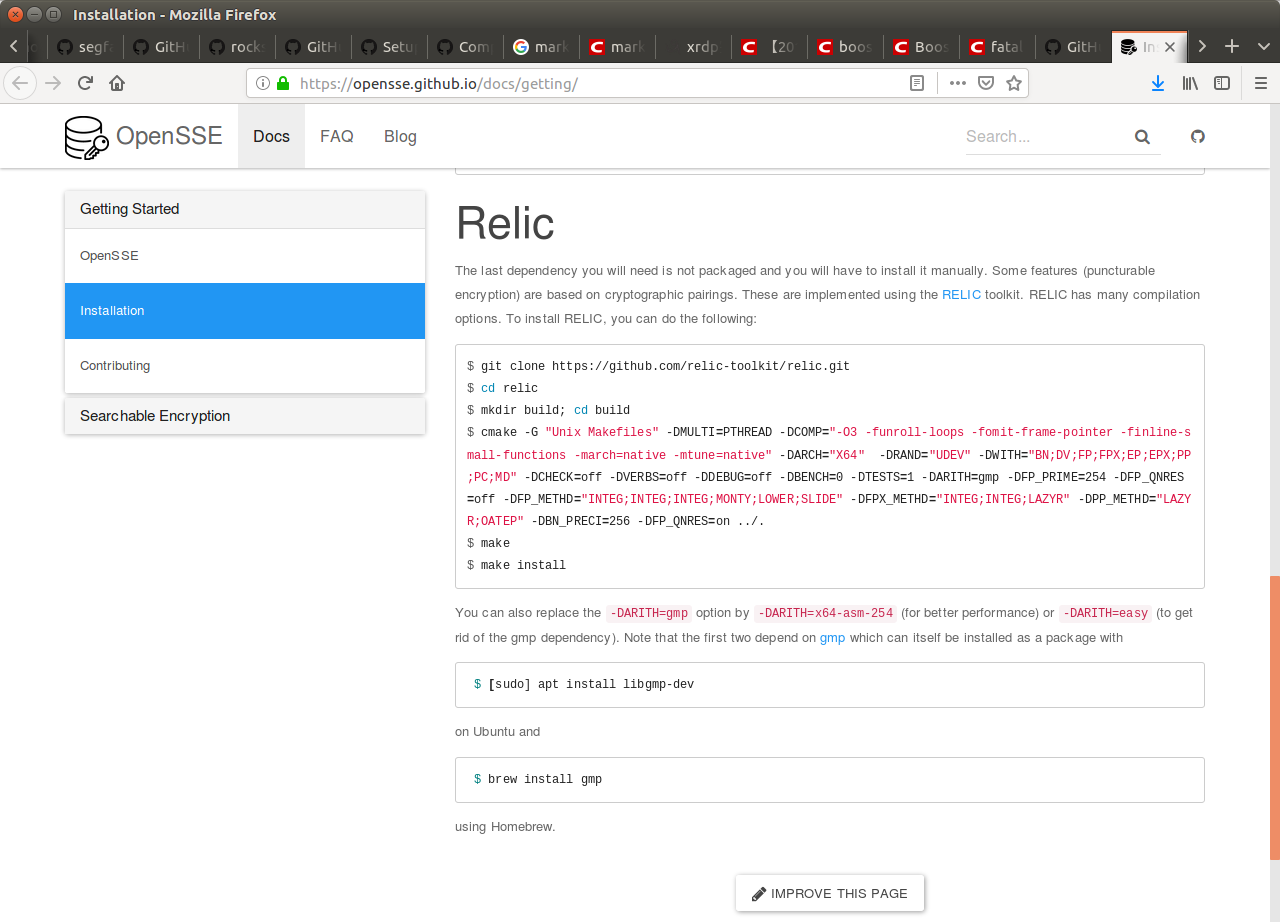 Installation - Mozilla Firefox
segf GitH rock GitH Setu Com mark mark xrdp 【20 boos Boos fatal GitH Ins
https://opensse.github.io/docs/getting/
OpenSSE Docs FAQ Blog Search...
Getting Started
OpenSSE
Installation
Contributing
Searchable Encryption
Relic
The last dependency you will need is not packaged and you will have to install it manually. Some features (puncturable
encryption) are based on cryptographic pairings. These are implemented using the RELIC toolkit. RELIC has many compilation
options. To install RELIC, you can do the following:
$ git clone https://github.com/relic-toolkit/relic.git
$ cd relic
$ mkdir build; cd build
$ cmake -G "Unix Makefiles" -DMULTI=PTHREAD -DCOMP="-O3 -funroll-loops -fomit-frame-pointer -finline-s
mall-functions -march=native -mtune=native" -DARCH="X64"  -DRAND="UDEV" -DWITH="BN;DV;FP;FPX;EP;EPX;PP
;PC;MD" -DCHECK=off -DVERBS=off -DDEBUG=off -DBENCH=0 -DTESTS=1 -DARITH=gmp -DFP_PRIME=254 -DFP_QNRES
=off -DFP_METHD="INTEG;INTEG;INTEG;MONTY;LOWER;SLIDE" -DFPX_METHD="INTEG;INTEG;LAZYR" -DPP_METHD="LAZY
R;OATEP" -DBN_PRECI=256 -DFP_QNRES=on ../.
$ make
$ make install
You can also replace the -DARITH=gmp option by -DARITH=x64-asm-254 (for better performance) or -DARITH=easy (to get
rid of the gmp dependency). Note that the first two depend on gmp which can itself be installed as a package with
$ [sudo] apt install libgmp-dev
on Ubuntu and
$ brew install gmp
using Homebrew.
IMPROVE THIS PAGE